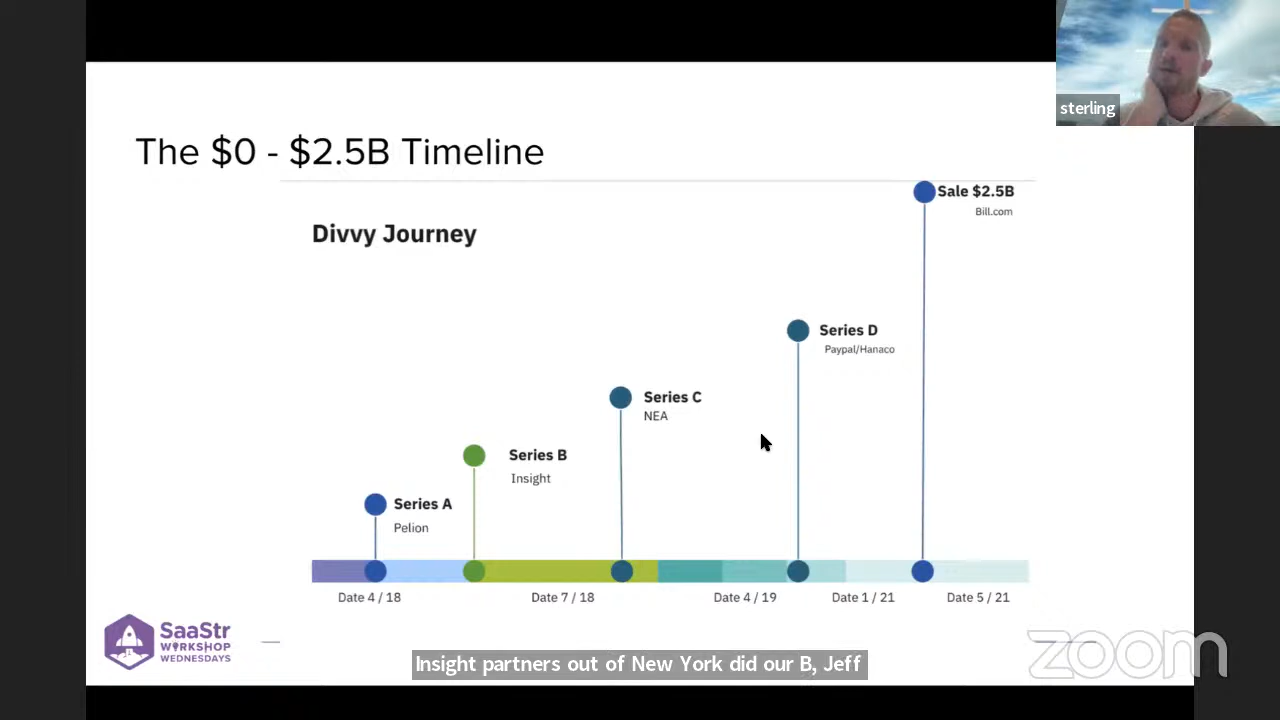 sterling
The $0 - $2.5B Timeline
Sale $2.5B
Bill.com
Divvy Journey
Series D
Paypal/Hanaco
Series C
NEA
Series B
Insight
Series A
Pelion
Date 4 / 18
Date 7 / 18
Date 4 / 19
Date 1 / 21
Date 5 / 21
SaaStr
WORKSHOP
WEDNESDAYS
zoom
Insight partners out of New York did our B, Jeff